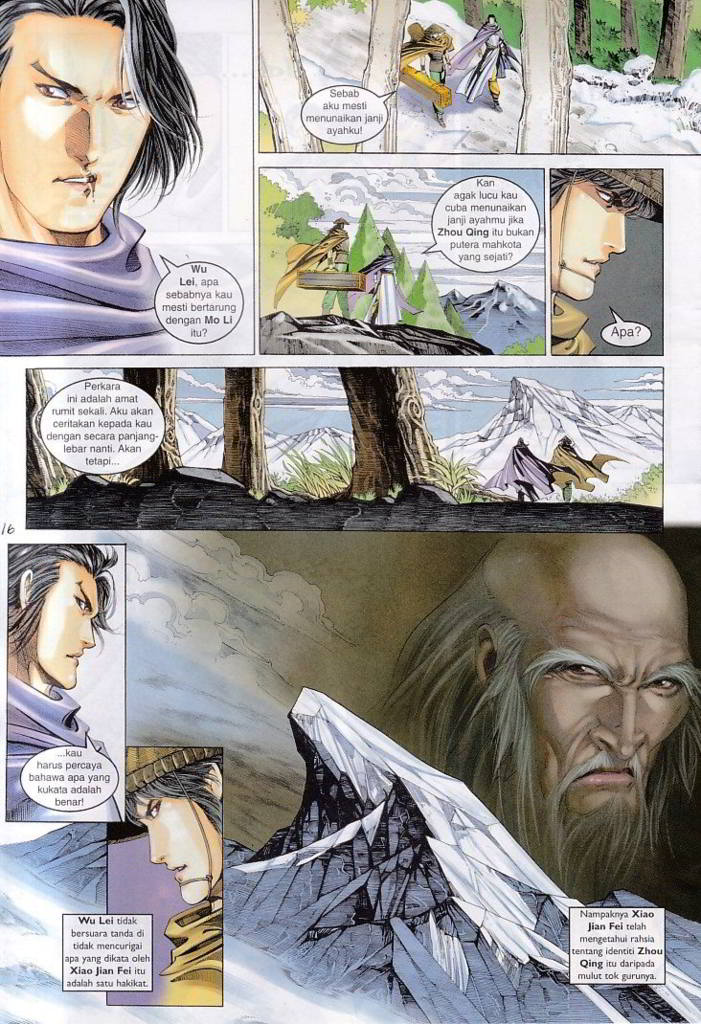 Wu
Lei, apa
sebabnya kau
mesti bertarung
dengan Mo Li
itu?
Sebab
aku mesti
menunaikan janji
ayahku!
Kan
agak lucu kau
cuba menunaikan
janji ayahmu jika
Zhou Qing itu bukan
putera mahkota
yang sejati?
Apa?
Perkara
ini adalah amat
rumit sekali. Aku akan
ceritakan kepada kau
dengan secara panjang-
lebar nanti. Akan
tetapi...
16
...kau
harus percaya
bahawa apa yang
kukata adalah
benar!
Wu Lei tidak
bersuara tanda di
tidak mencurigai
apa yang dikata oleh
Xiao Jian Fei itu
adalah satu hakikat.
Nampaknya Xiao
Jian Fei telah
mengetahui rahsia
tentang identiti Zhou
Qing itu daripada
mulut tok gurunya.